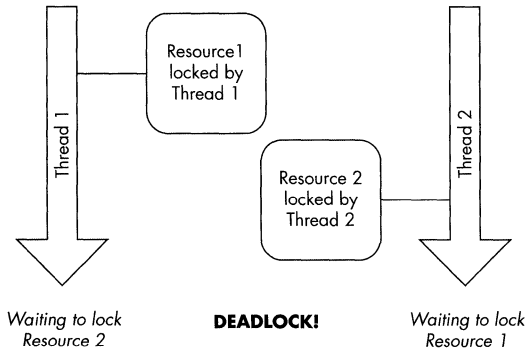 Thread 1
Resource1
locked by
Thread 1
Resource 2
locked by
Thread 2
Thread 2
Waiting to lock
Resource 2
DEADLOCK!
Waiting to lock
Resource 1